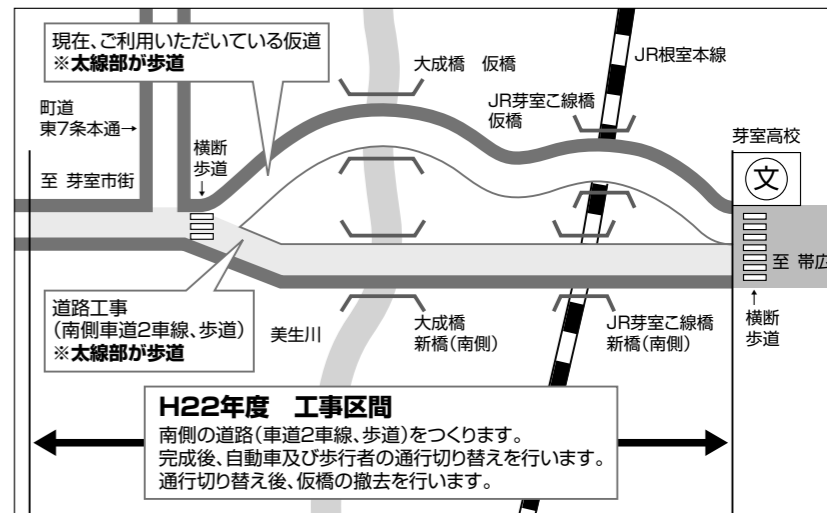 現在、ご利用いただいている仮道
※太線部が歩道
大成橋　仮橋
JR根室本線
JR芽室こ線橋
仮橋
町道
東7条本通→
横断
歩道
↓
芽室高校
文
至 芽室市街
至 帯広
道路工事
(南側車道2車線、歩道)
※太線部が歩道
美生川
大成橋
新橋(南側)
JR芽室こ線橋
新橋(南側)
↑
横断
歩道
H22年度　工事区間
南側の道路(車道2車線、歩道)をつくります。
完成後、自動車及び歩行者の通行切り替えを行います。
通行切り替え後、仮橋の撤去を行います。